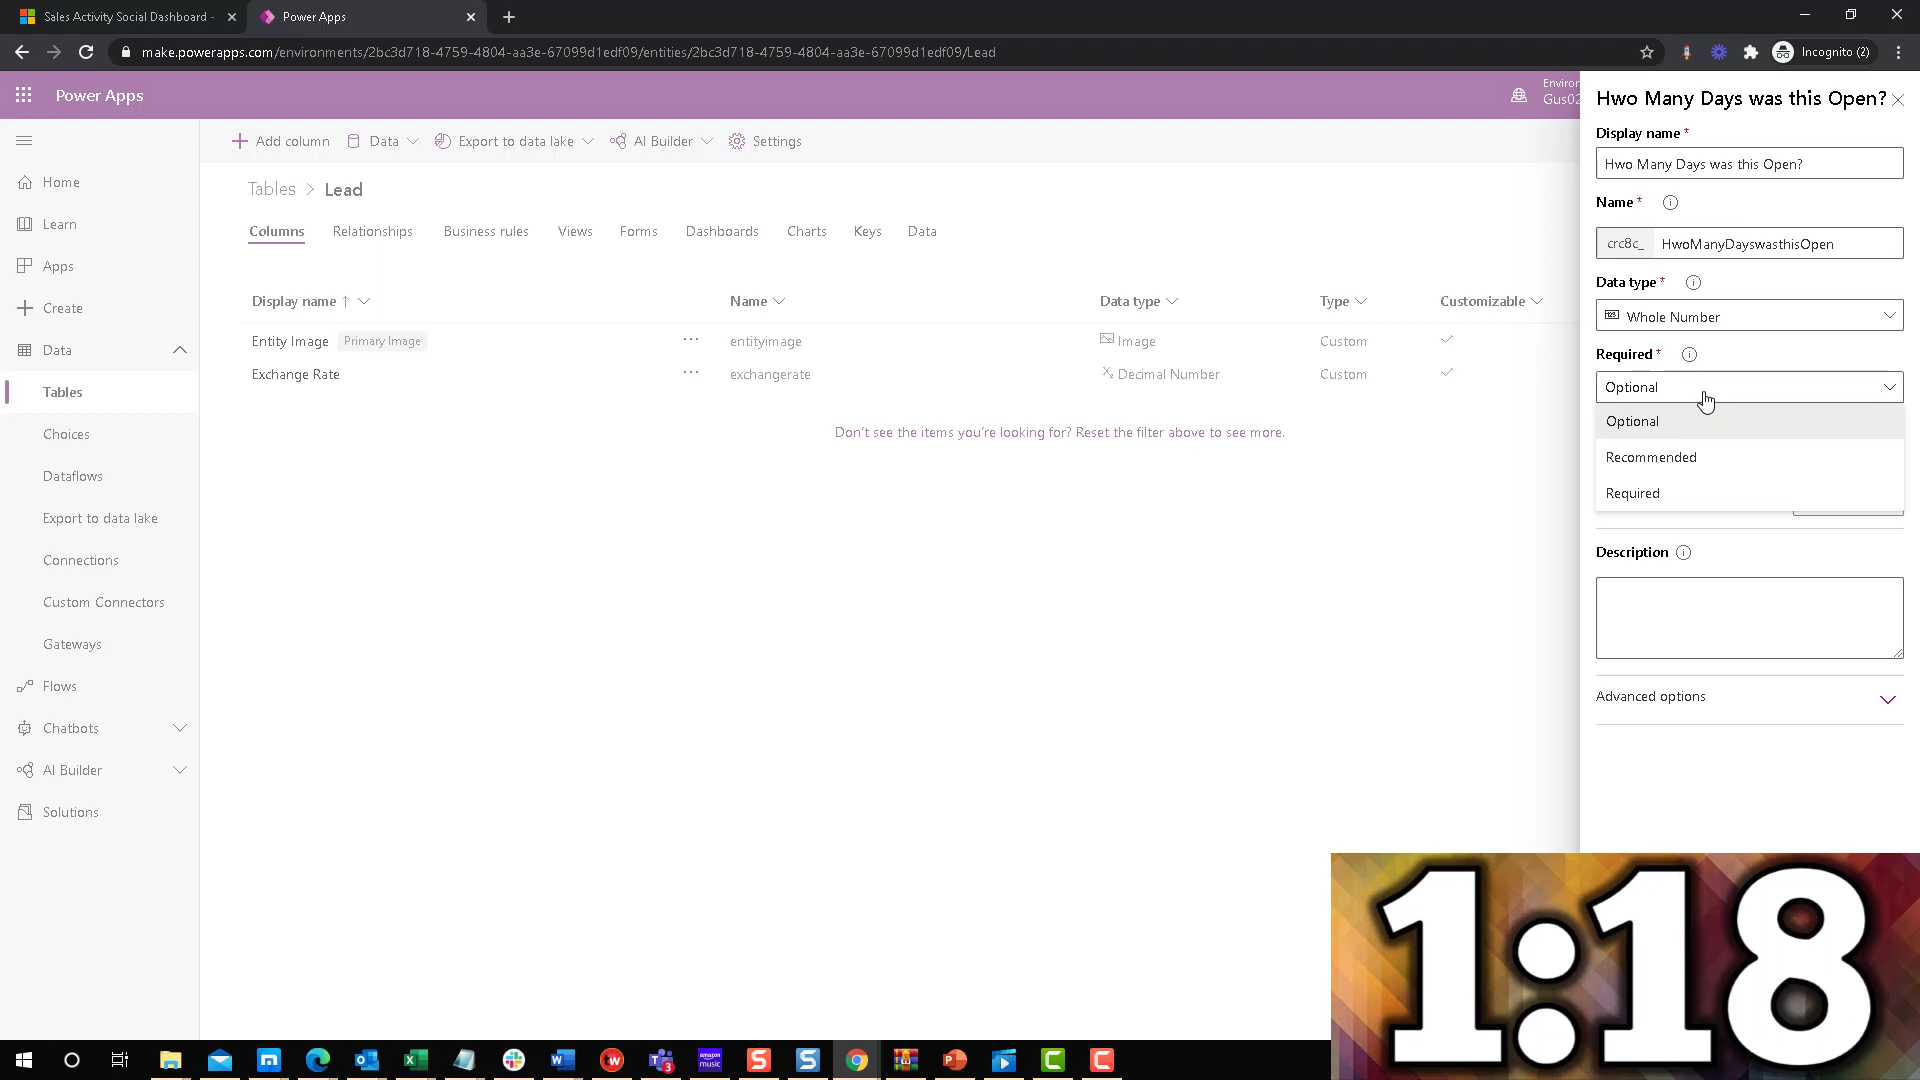 Sales Activity Social Dashboard -
Power Apps
make.powerapps.com/environments/2bc3d718-4759-4804-aa3e-67099d1edf09/entities/2bc3d718-4759-4804-aa3e-67099d1edf09/Lead
Incognito (2)
Power Apps
Environ
Gus02
Home
Learn
Apps
Create
Data
Tables
Choices
Dataflows
Export to data lake
Connections
Custom Connectors
Gateways
Flows
Chatbots
AI Builder
Solutions
Add column
Data
Export to data lake
AI Builder
Settings
Tables > Lead
Columns
Relationships
Business rules
Views
Forms
Dashboards
Charts
Keys
Data
Display name ↑
Name
Data type
Type
Customizable
Entity Image
Primary Image
...
entityimage
Image
Custom
Exchange Rate
...
exchangerate
Decimal Number
Custom
Don't see the items you're looking for? Reset the filter above to see more.
Hwo Many Days was this Open?
Display name *
Hwo Many Days was this Open?
Name *
crc8c_
HwoManyDayswasthisOpen
Data type *
Whole Number
Required *
Optional
Optional
Recommended
Required
Description
Advanced options
1:18